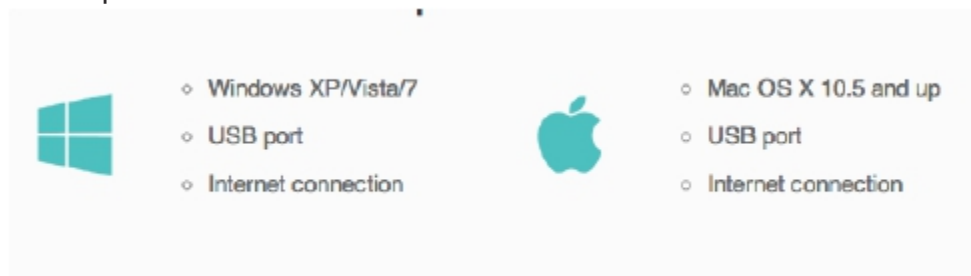 Windows XP/Vista/7
USB port
Internet connection
Mac OS X 10.5 and up
USB port
Internet connection